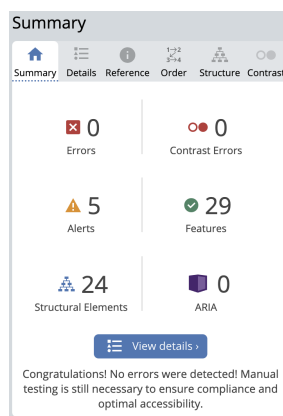 Summary
Summary Details Reference Order Structure Contrast
0 0
Errors Contrast Errors
5 29
Alerts Features
24 0
Structural Elements ARIA
View details ›
Congratulations! No errors were detected! Manual
testing is still necessary to ensure compliance and
optimal accessibility.